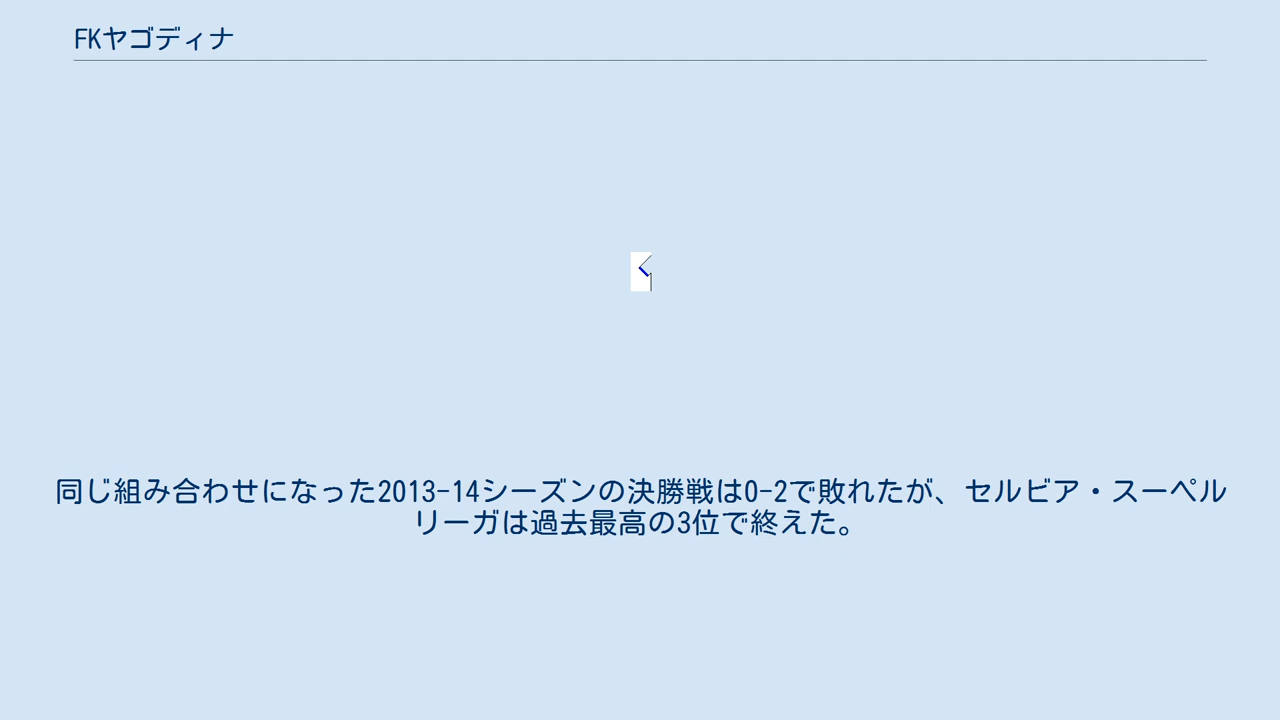 FKヤゴディナ
同じ組み合わせになった2013-14シーズンの決勝戦は0-2で敗れたが、セルビア・スーペル
リーガは過去最高の3位で終えた。